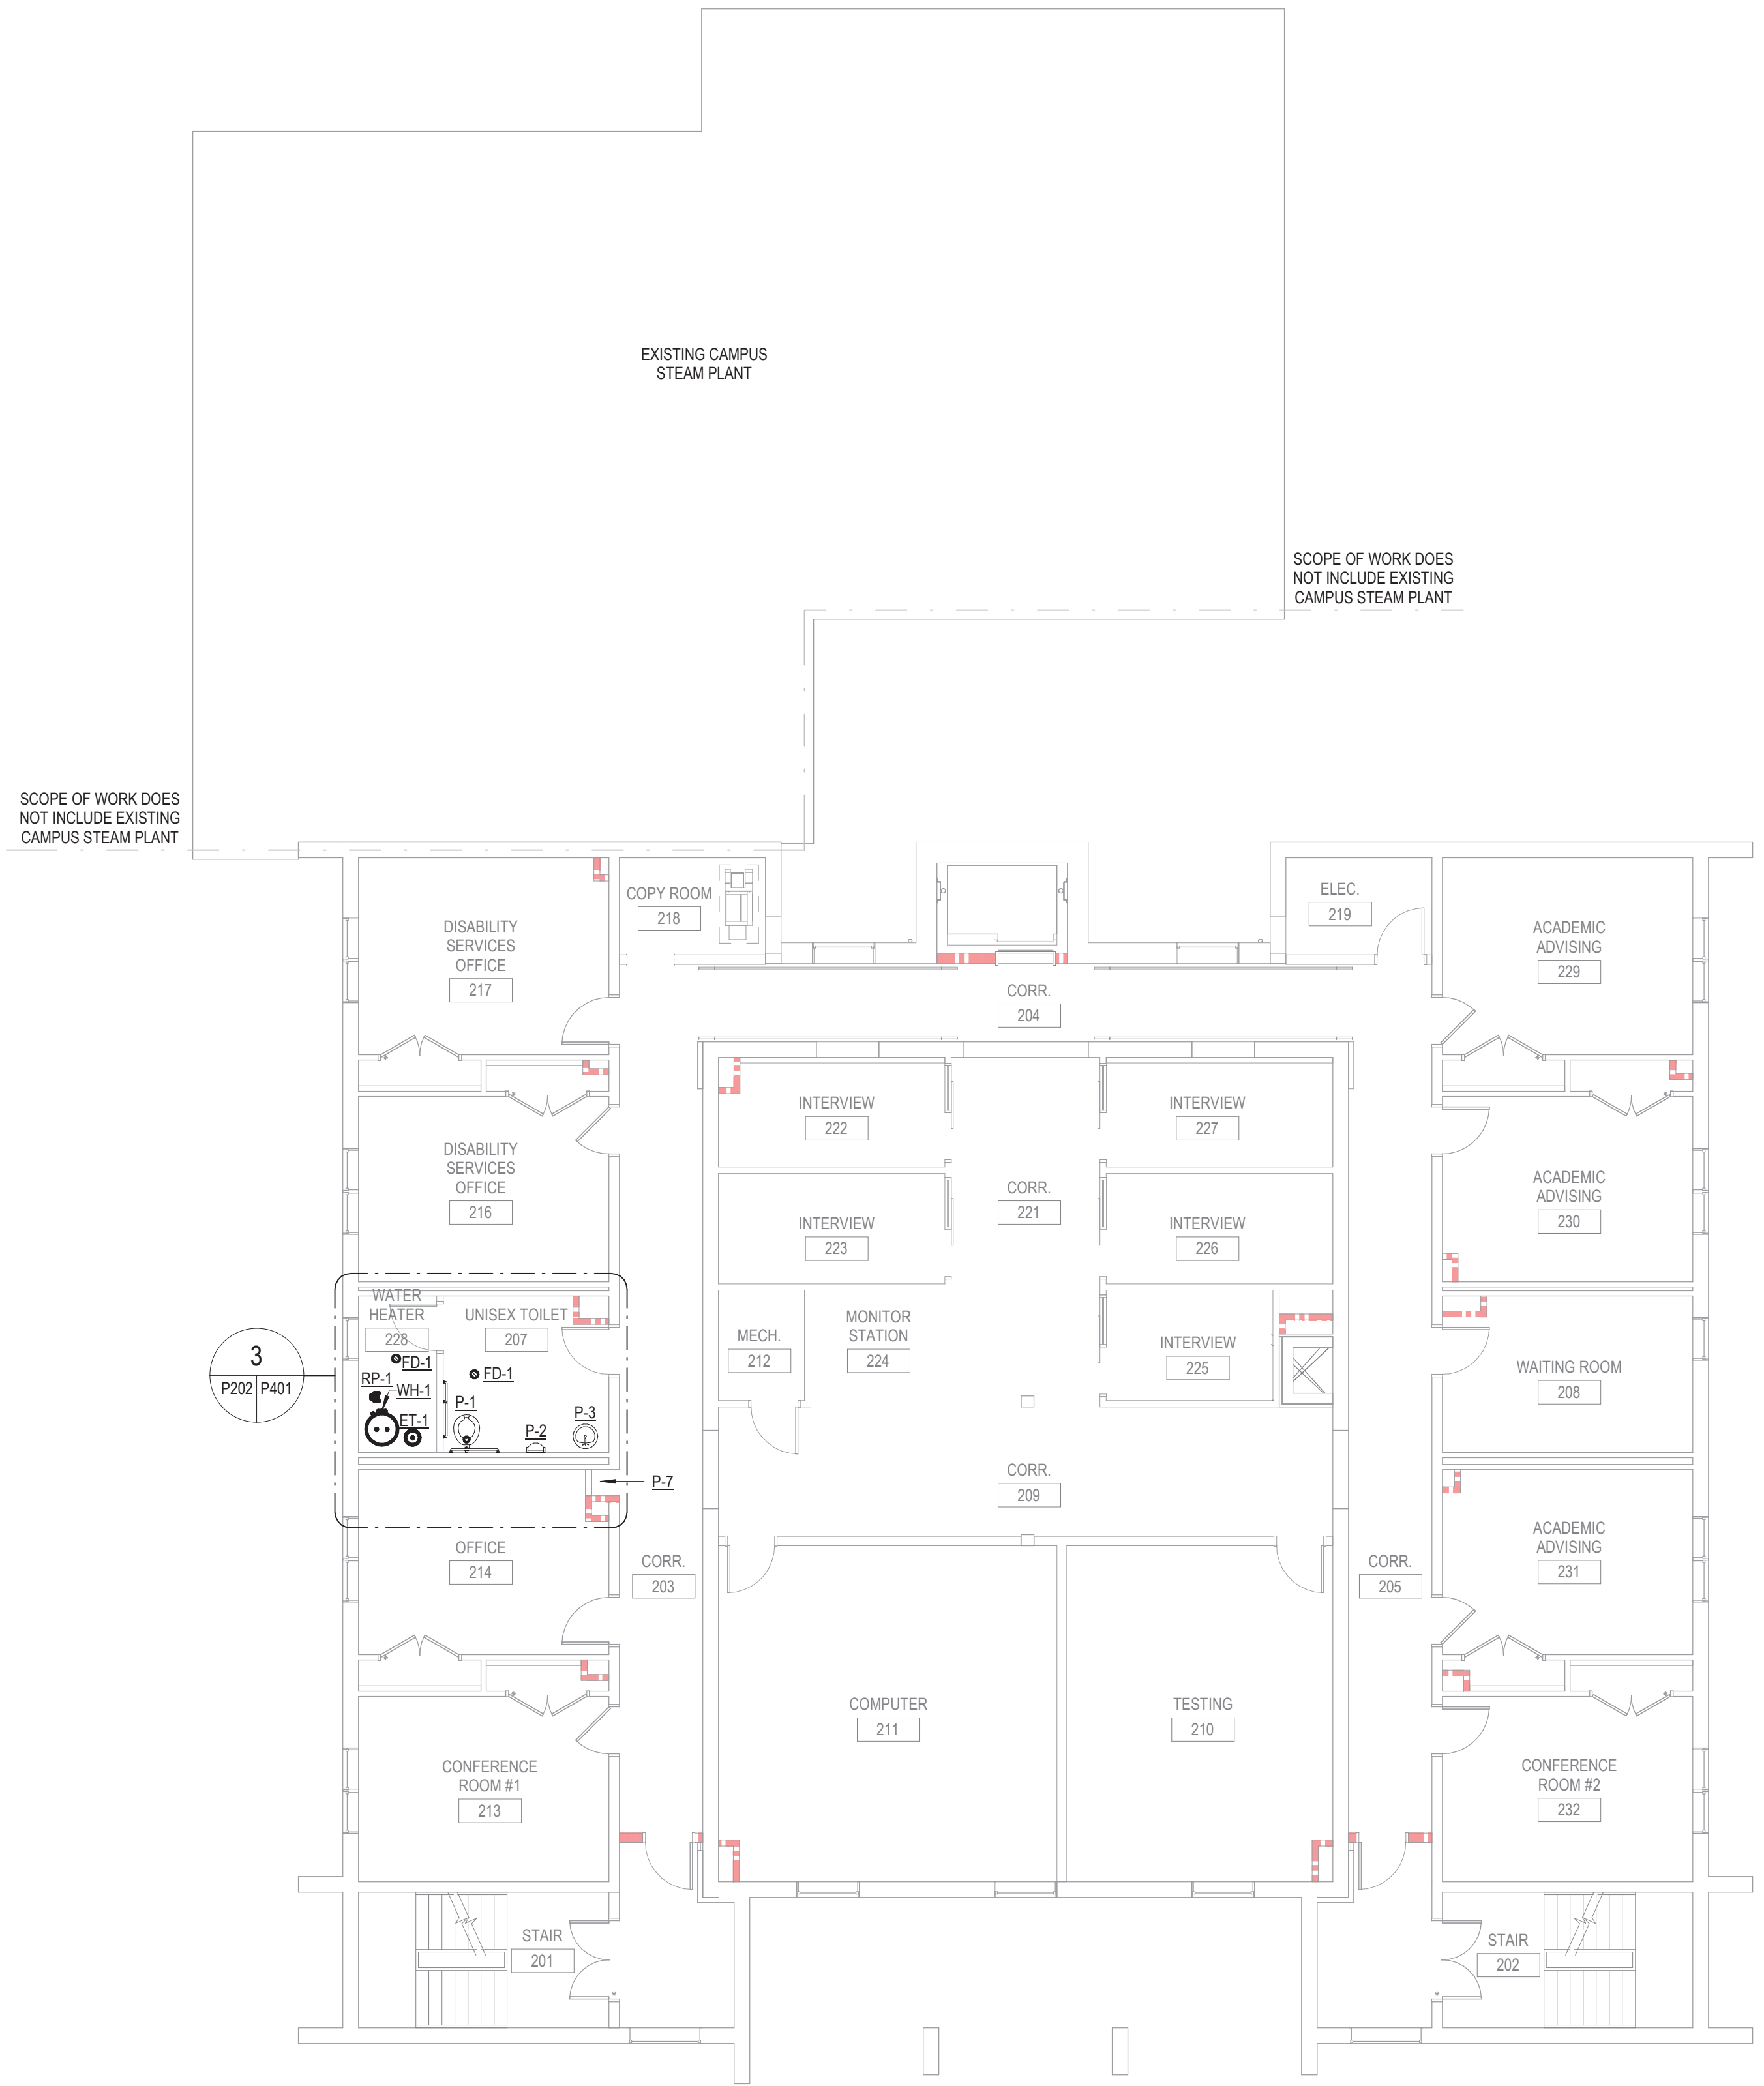 EXISTING CAMPUS
STEAM PLANT
SCOPE OF WORK DOES
NOT INCLUDE EXISTING
CAMPUS STEAM PLANT
SCOPE OF WORK DOES
NOT INCLUDE EXISTING
CAMPUS STEAM PLANT
DISABILITY
SERVICES
OFFICE
217
COPY ROOM
218
ELEC.
219
ACADEMIC
ADVISING
229
CORR.
204
DISABILITY
SERVICES
OFFICE
216
INTERVIEW
222
INTERVIEW
227
INTERVIEW
223
CORR.
221
INTERVIEW
226
ACADEMIC
ADVISING
230
WATER
HEATER
228
UNISEX TOILET
207
3
P202
P401
FD-1
FD-1
RP-1
WH-1
ET-1
P-1
P-2
P-3
P-7
MECH.
212
MONITOR
STATION
224
INTERVIEW
225
WAITING ROOM
208
CORR.
209
OFFICE
214
CORR.
203
CORR.
205
ACADEMIC
ADVISING
231
COMPUTER
211
TESTING
210
CONFERENCE
ROOM #1
213
CONFERENCE
ROOM #2
232
STAIR
201
STAIR
202